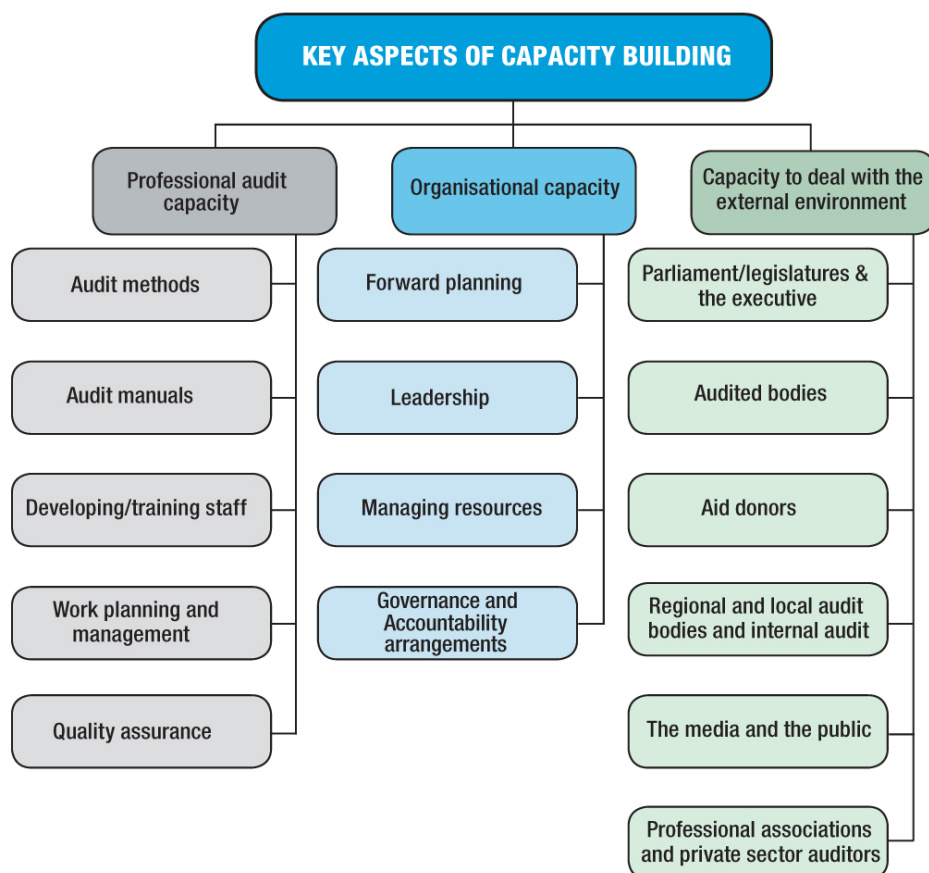 KEY ASPECTS OF CAPACITY BUILDING
Professional audit
capacity
Audit methods
Audit manuals
Developing/training staff
Work planning and
management
Quality assurance
Organisational capacity
Forward planning
Leadership
Managing resources
Governance and
Accountability
arrangements
Capacity to deal with the
external environment
Parliament/legislatures &
the executive
Audited bodies
Aid donors
Regional and local audit
bodies and internal audit
The media and the public
Professional associations
and private sector auditors